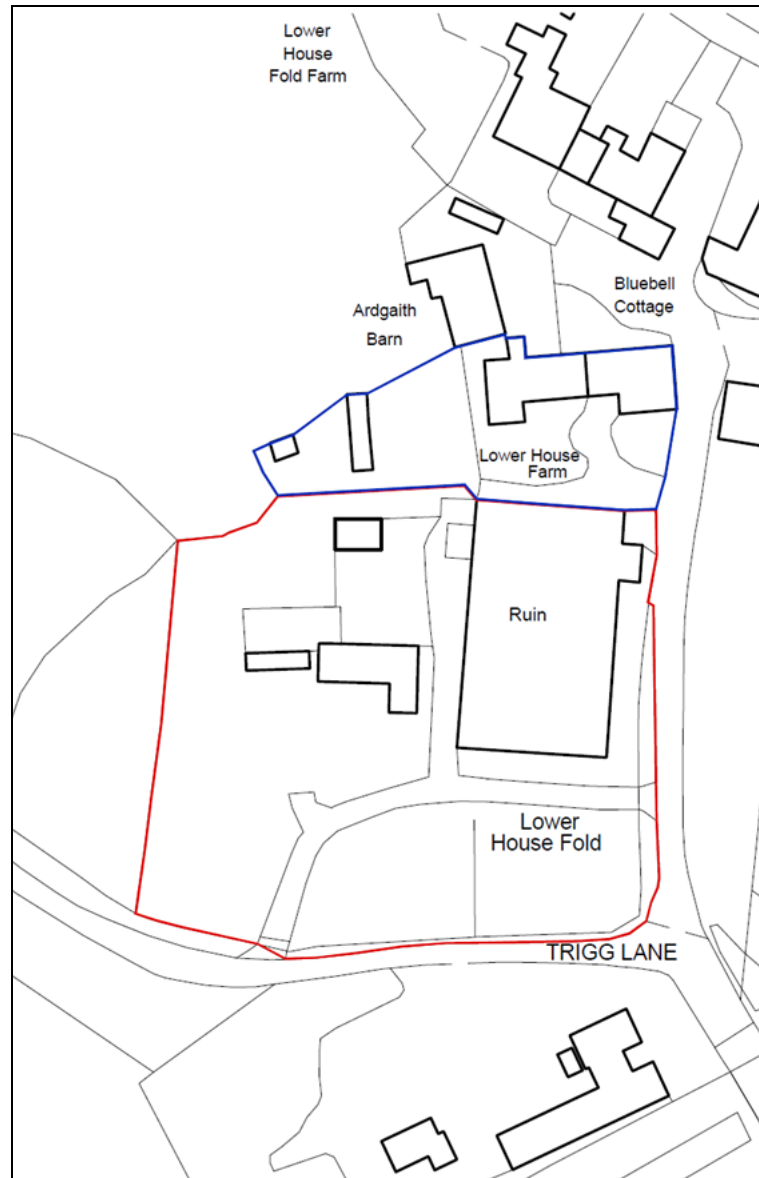 Lower
House
Fold Farm
Bluebell
Cottage
Ardgaith
Barn
Lower House
Farm
Ruin
Lower
House Fold
TRIGG LANE